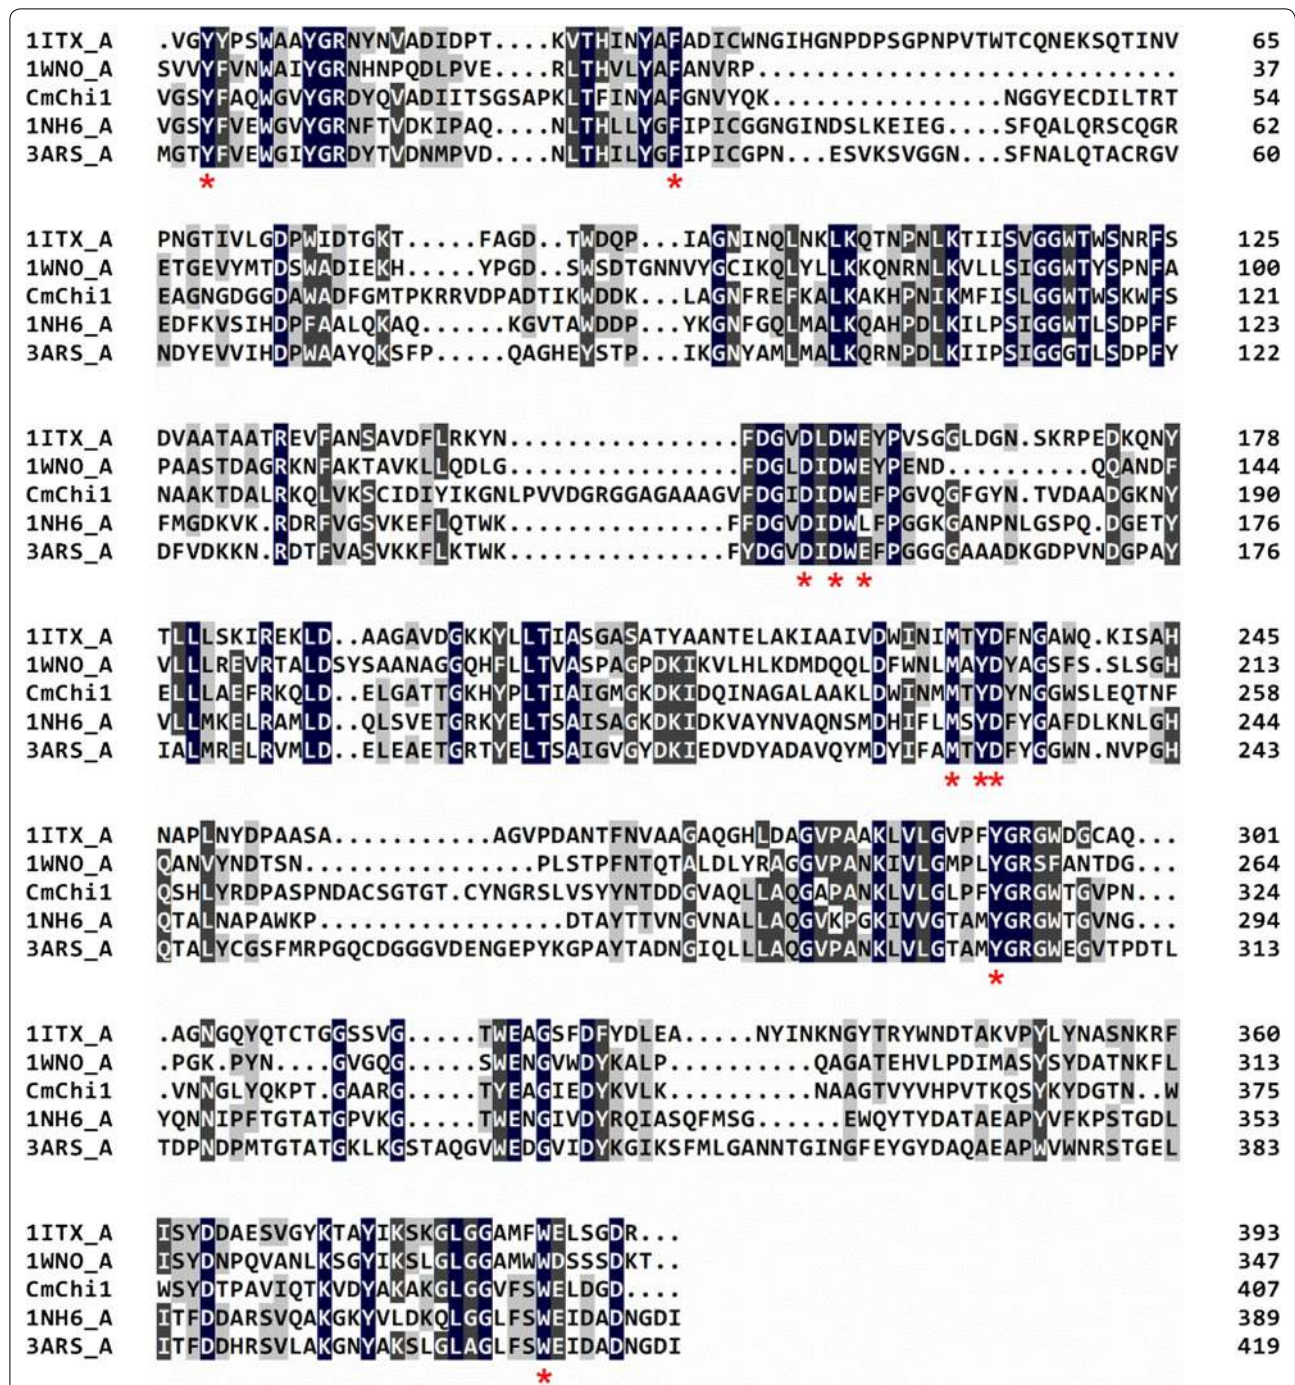 1ITX_A .VGYYPSWAAYGRNYNVADIDPT....KVTHINYAFADICWNGIHGNPDPSGPNPVTWTCQNEKSQTINV 65
1WNO_A SVVYFVNWAIYGRNHNPQDLPVE....RLTHVLYAFANVRP............................. 37
CmChi1 VGSYFAQWGVYGRDYQVADIITSGSAPKLTFINYAFGNVYQK................NGGYECDILTRT 54
1NH6_A VGSYFVEWGVYGRNFTVDKIPAQ....NLTHLLYGFIPICGGNGINDSLKEIEG....SFQALQRSCQGR 62
3ARS_A MGTYFVEWGIYGRDYTVDNMPVD....NLTHILYGFIPICGPN...ESVKSVGGN...SFNALQTACRGV 60
* *
1ITX_A PNGTIVLGDPWIDTGKT.....FAGD..TWDQP...IAGNINQLNKLKQTNPNLKTIISVGGWTWSNRFS 125
1WNO_A ETGEVYMTDSWADIEKH.....YPGD..SWSDTGNNVYGCIKQLYLLKKQNRNLKVLLSIGGWTYSPNFA 100
CmChi1 EAGNGDGGDAWADFGMTPKRRVDPADTIKWDDK...LAGNFREFKALKAKHPNIKMFISLGGWTWSKWFS 121
1NH6_A EDFKVSIHDPFAALQKAQ......KGVTAWDDP...YKGNFGQLMALKQAHPDLKILPSIGGWTLSDPFF 123
3ARS_A NDYEVVIHDPWAAYQKSFP.....QAGHEYSTP...IKGNYAMLMALKQRNPDLKIIPSIGGGTLSDPFY 122
1ITX_A DVAATAATREVFANSAVDFLRKYN................FDGVDLDWEYPVSGGLDGN.SKRPEDKQNY 178
1WNO_A PAASTDAGRKNFAKTAVKLLQDLG................FDGLDIDWEYPEND..........QQANDF 144
CmChi1 NAAKTDALRKQLVKSCIDIYIKGNLPVVDGRGGAGAAAGVFDGIDIDWEFPGVQGFGYN.TVDAADGKNY 190
1NH6_A FMGDKVK.RDRFVGSVKEFLQTWK................FFDGVDIDWLFPGGKGANPNLGSPQ.DGETY 176
3ARS_A DFVDKKN.RDTFVASVKKFLKTWK................FYDGVDIDWEFPGGGGAAADKGDPVNDGPAY 176
* * *
1ITX_A TLLLSKIREKLD..AAGAVDGKKYLLTIASGASATYAANTELAKIAAIVDWINIMTYDFNGAWQ.KISAH 245
1WNO_A VLLLREVRTALDSYSAANAGGQHFLLTVASPAGPDKIKVLHLKDMDQQLDFWNLMAYDYAGSFS.SLSGH 213
CmChi1 ELLLAEFRKQLD..ELGATTGKHYPLTIAIGMGKDKIDQINAGALAAKLDWINMMTYDYNGGWSLEQTNF 258
1NH6_A VLLMKELRAMLD..QLSVETGRKYELTSAISAGKDKIDKVAYNVAQNSMDHIFLMSYDFYGAFDLKNLGH 244
3ARS_A IALMRELRVMLD..ELEAETGRTYELTSAIGVGYDKIEDVDYADAVQYMDYIFAMTYDFYGGWN.NVPGH 243
* **
1ITX_A NAPLNYDPAASA...........AGVPDANTFNVAAGAQGHLDAGVPAAKLVLGVPFYGRGWDGCAQ... 301
1WNO_A QANVYNDTSN................PLSTPFNTQTALDLYRAGGVPANKIVLGMPLYGRSFANTDG... 264
CmChi1 QSHLYRDPASPNDACSGTGT.CYNGRSLVSYYNTDDGVAQLLAQGAPANKLVLGLPFYGRGWTGVPN... 324
1NH6_A QTALNAPAWKP.................DTAYTTVNGVNALLAQGVKPGKIVVGTAMYGRGWTGVNG... 294
3ARS_A QTALYCGSFMRPGQCDGGGVDENGEPYKGPAYTADNGIQLLLAQGVPANKLVLGTAMYGRGWEGVTPDTL 313
*
1ITX_A .AGNGQYQTCTGGSSVG.....TWEAGSFDFYDLEA.....NYINKNGYTRYWNDTAKVPYLYNASNKRF 360
1WNO_A .PGK.PYN....GVGQG.....SWENGVWDYKALP..........QAGATEHVLPDIMASYSYDATNKFL 313
CmChi1 .VNNGLYQKPT.GAARG.....TYEAGIEDYKVLK..........NAAGTVYVHPVTKQSYKYDGTN..W 375
1NH6_A YQNNIPFTGTATGPVKG.....TWENGIVDYRQIASQFMSG......EWQYTYDATAEAPYVFKPSTGDL 353
3ARS_A TDPNDPMTGTATGKLKGSTAQGVWEDGVIDYKGIKSFMLGANNTGINGFEYGYDAQAEAPWVWNRSTGEL 383
1ITX_A ISYDDAESVGYKTAYIKSKGLGGAMFWELSGDR... 393
1WNO_A ISYDNPQVANLKSGYIKSLGLGGAMWWDSSSDKT.. 347
CmChi1 WSYDTPAVIQTKVDYAKAKGLGGVFSWELDGD.... 407
1NH6_A ITFDDARSVQAKGKYVLDKQLGGLFSWEIDADNGDI 389
3ARS_A ITFDDHRSVLAKGNYAKSLGLAGLFSWEIDADNGDI 419
*